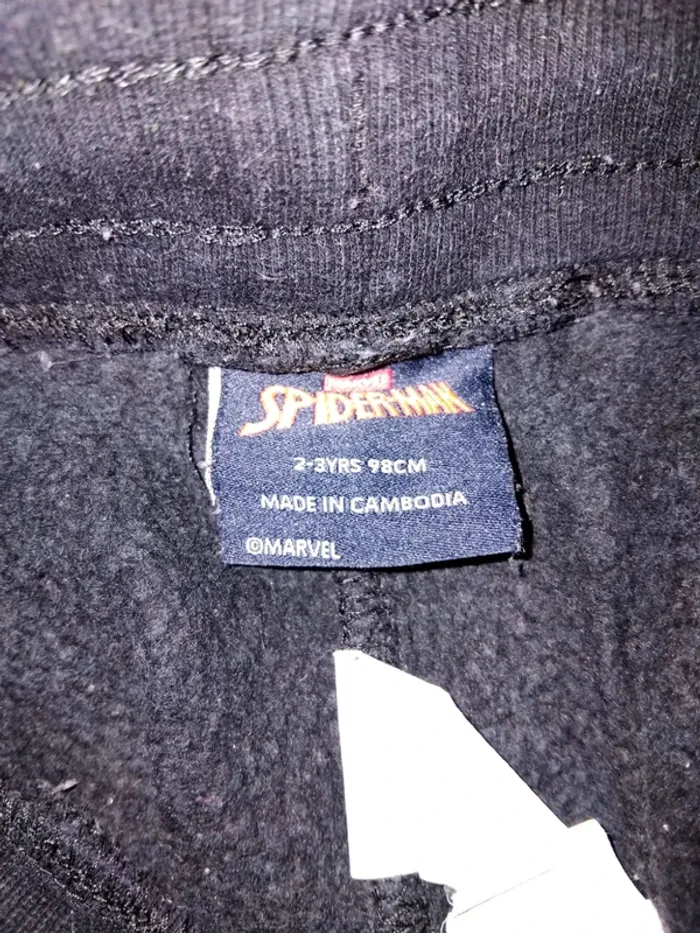 MARVEL
SPIDER-MAN
2-3YRS 98CM
MADE IN CAMBODIA
©MARVEL